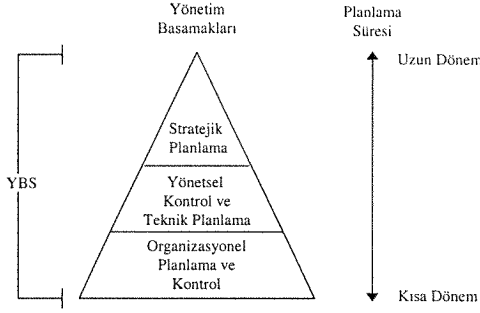 Yönetim
Basamakları
Planlama
Süresi
Uzun Dönem
Stratejik
Planlama
YBS
Yönetsel
Kontrol ve
Teknik Planlama
Organizasyonel
Planlama ve
Kontrol
Kısa Dönem